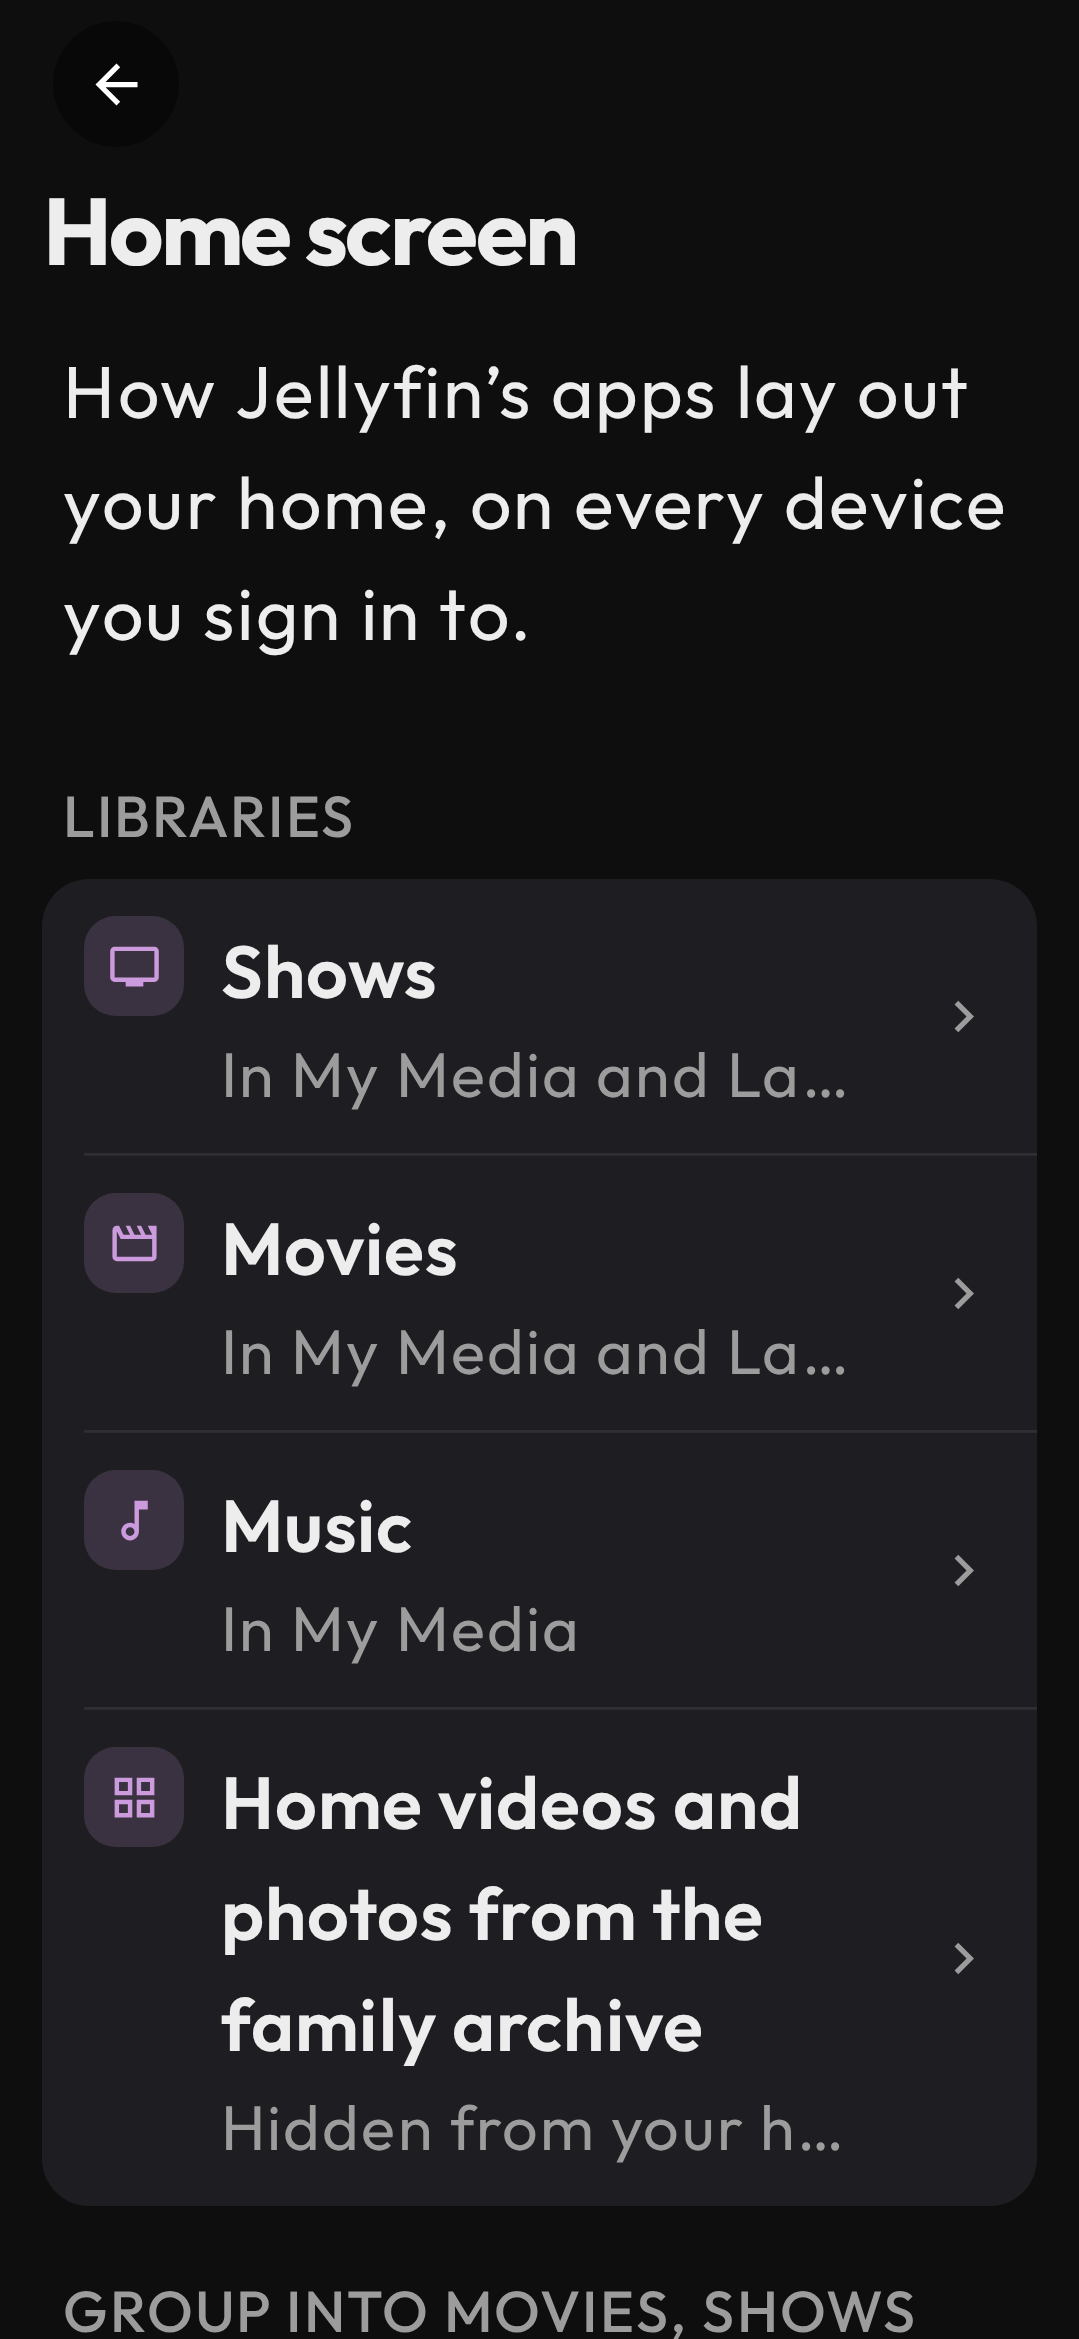 Home screen
How Jellyfin’s apps lay out
your home, on every device
you sign in to.
LIBRARIES
Shows
In My Media and La…
Movies
In My Media and La…
Music
In My Media
Home videos and
photos from the
family archive
Hidden from your h…
GROUP INTO MOVIES, SHOWS